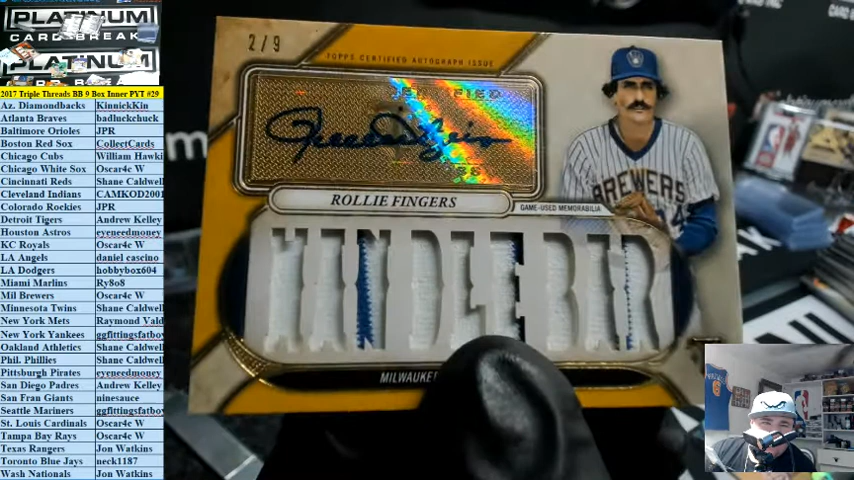 PLATINUM
CARD BREAK
PLATINUM
2017 Triple Threads BB 9 Box Inner PYT #29
Az. Diamondbacks KinnickKin
Atlanta Braves badluckchuck
Baltimore Orioles JPR
Boston Red Sox CollectCards
Chicago Cubs William Hawki
Chicago White Sox Oscar4c W
Cincinnati Reds Shane Caldwel
Cleveland Indians CAMKOD2001
Colorado Rockies JPR
Detroit Tigers Andrew Kelley
Houston Astros eyeneedmoney
KC Royals Oscar4c W
LA Angels daniel cascino
LA Dodgers hobbybox604
Miami Marlins Ry8o8
Mil Brewers Oscar4c W
Minnesota Twins Shane Caldwel
New York Mets Raymond Vald
New York Yankees ggfittingsfatboy
Oakland Athletics Shane Caldwel
Phil. Phillies Shane Caldwel
Pittsburgh Pirates eyeneedmoney
San Diego Padres Andrew Kelley
San Fran Giants ninesauce
Seattle Mariners ggfittingsfatboy
St. Louis Cardinals Oscar4c W
Tampa Bay Rays Oscar4c W
Texas Rangers Jon Watkins
Toronto Blue Jays neck1187
Wash Nationals Jon Watkins
2/9
TOPPS CERTIFIED AUTOGRAPH ISSUE
ROLLIE FINGERS
GAME-USED MEMORABILIA
BREWERS
HANDLEBAR
MILWAUKEE